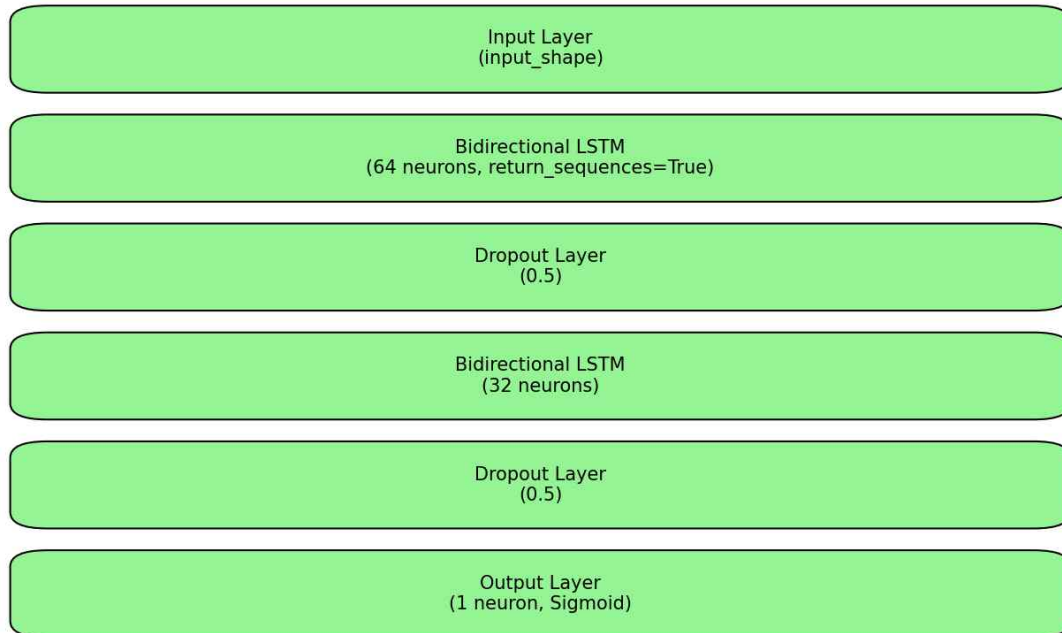 Input Layer
(input_shape)
Bidirectional LSTM
(64 neurons, return_sequences=True)
Dropout Layer
(0.5)
Bidirectional LSTM
(32 neurons)
Dropout Layer
(0.5)
Output Layer
(1 neuron, Sigmoid)